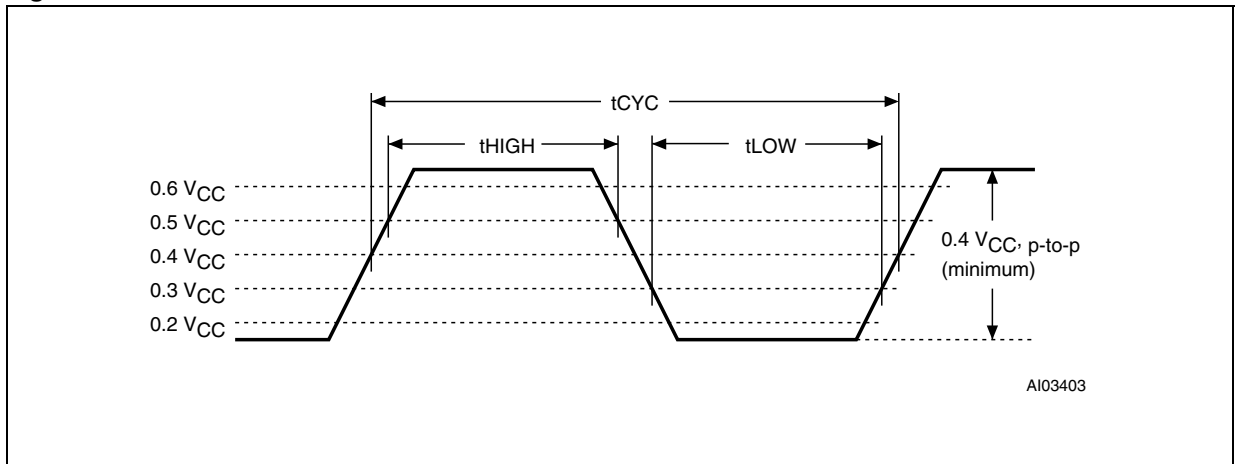 tCYC
tHIGH
tLOW
0.6 VCC
0.5 VCC
0.4 VCC
0.3 VCC
0.2 VCC
0.4 VCC, p-to-p
(minimum)
AI03403